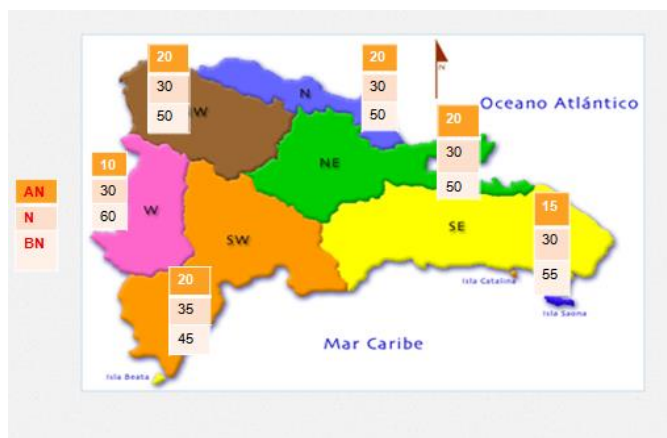 20
30
50
NW
N
20
30
50
Oceano Atlántico
N
20
30
50
NE
10
30
60
W
AN
N
BN
SW
SE
15
30
55
20
35
45
Isla Catalina
Isla Saona
Mar Caribe
Isla Beata